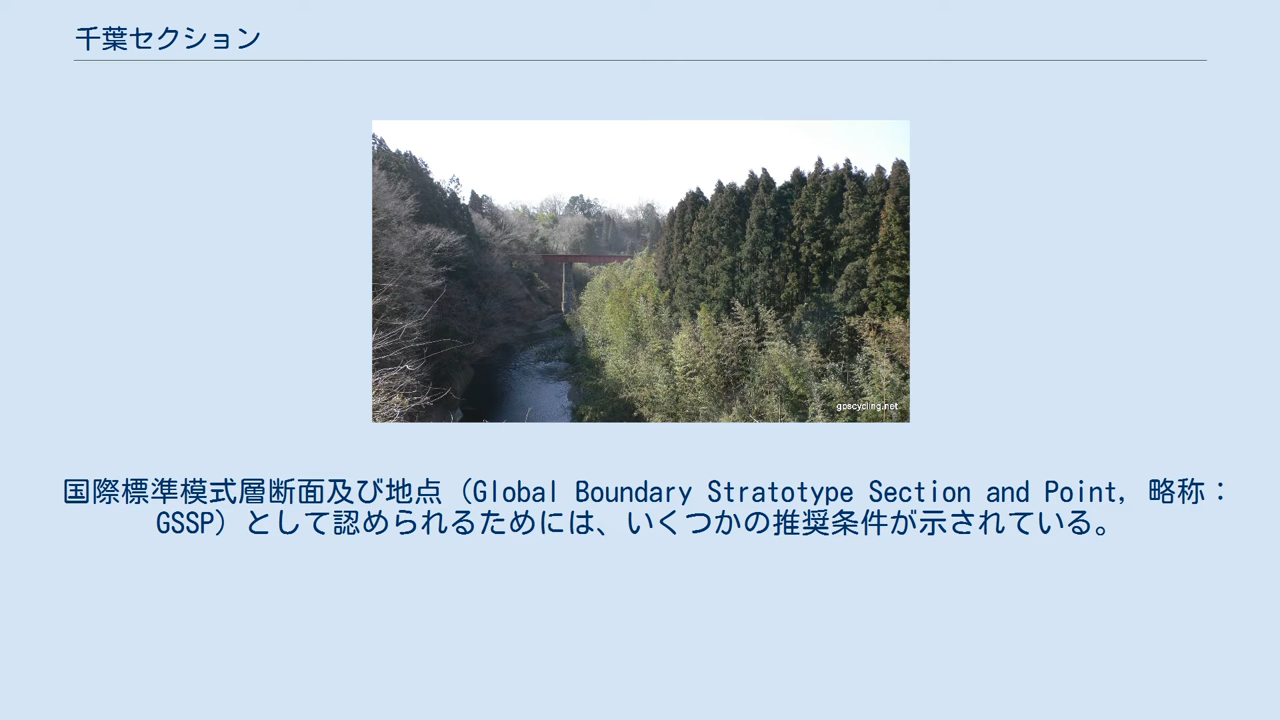 千葉セクション
gpscycling.net
国際標準模式層断面及び地点（Global Boundary Stratotype Section and Point, 略称：
GSSP）として認められるためには、いくつかの推奨条件が示されている。